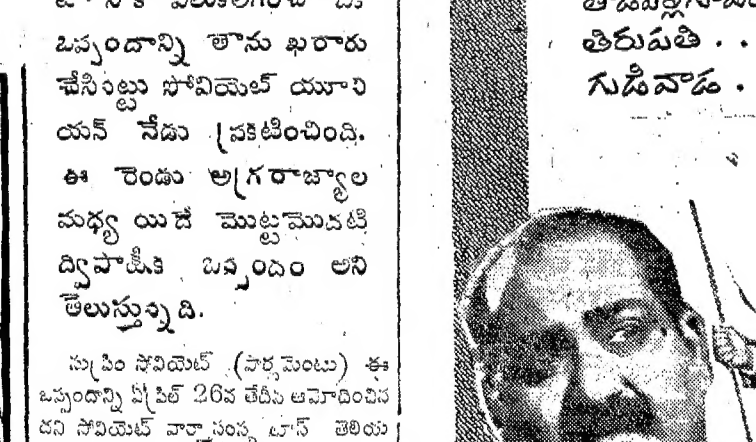 ఒప్పందాన్ని తాను ఖరారు
చేసినట్టు సోవియెట్ యూని
యన్ నేడు ప్రకటించింది.
ఈ రెండు అగ్రరాజ్యాల
మధ్య యిదే మొట్టమొదటి
ద్విపాక్షిక ఒప్పందం అని
తెలుస్తున్నది.
సుప్రీం సోవియెట్ (పార్లమెంటు) ఈ
ఒప్పందాన్ని ఏప్రిల్ 26వ తేదీన ఆమోదించిన
దని సోవియెట్ వార్తాసంస్థ టాస్ తెలియ
తిరుపతి . .
గుడివాడ .